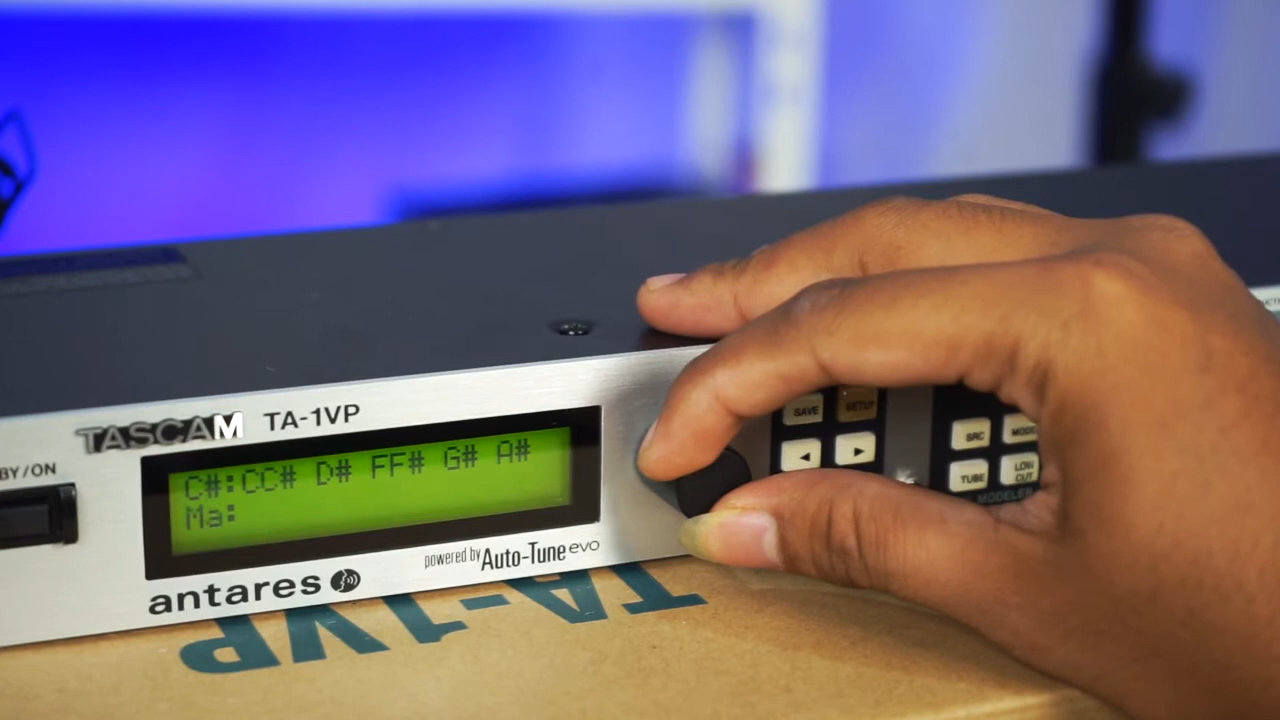 TASCAM TA-1VP
BY/ON
C#:CC# D# FF# G# A#
Ma:
powered by Auto-Tune evo
antares
SAVE SETUP
SRC MODE
TUBE LOW CUT
MODELER
TA-1VP